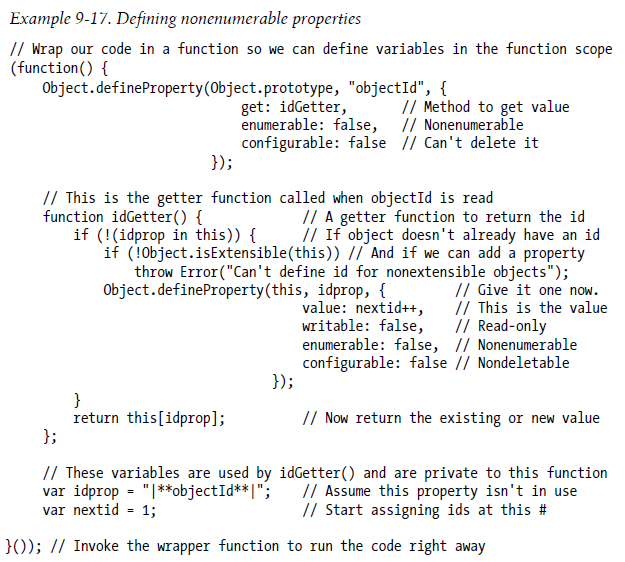 Example 9-17. Defining nonenumerable properties
// Wrap our code in a function so we can define variables in the function scope
(function() {
    Object.defineProperty(Object.prototype, "objectId", {
                              get: idGetter,       // Method to get value
                              enumerable: false,   // Nonenumerable
                              configurable: false  // Can't delete it
                          });

    // This is the getter function called when objectId is read
    function idGetter() {             // A getter function to return the id
        if (!(idprop in this)) {      // If object doesn't already have an id
            if (!Object.isExtensible(this)) // And if we can add a property
                throw Error("Can't define id for nonextensible objects");
            Object.defineProperty(this, idprop, {         // Give it one now.
                                      value: nextid++,    // This is the value
                                      writable: false,    // Read-only
                                      enumerable: false,  // Nonenumerable
                                      configurable: false // Nondeletable
                                  });
        }
        return this[idprop];          // Now return the existing or new value
    };

    // These variables are used by idGetter() and are private to this function
    var idprop = "|**objectId**|";    // Assume this property isn't in use
    var nextid = 1;                   // Start assigning ids at this #

}()); // Invoke the wrapper function to run the code right away